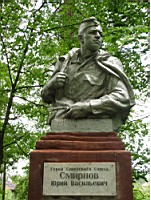 Герой Советского Союза
Смирнов
Юрий Васильевич